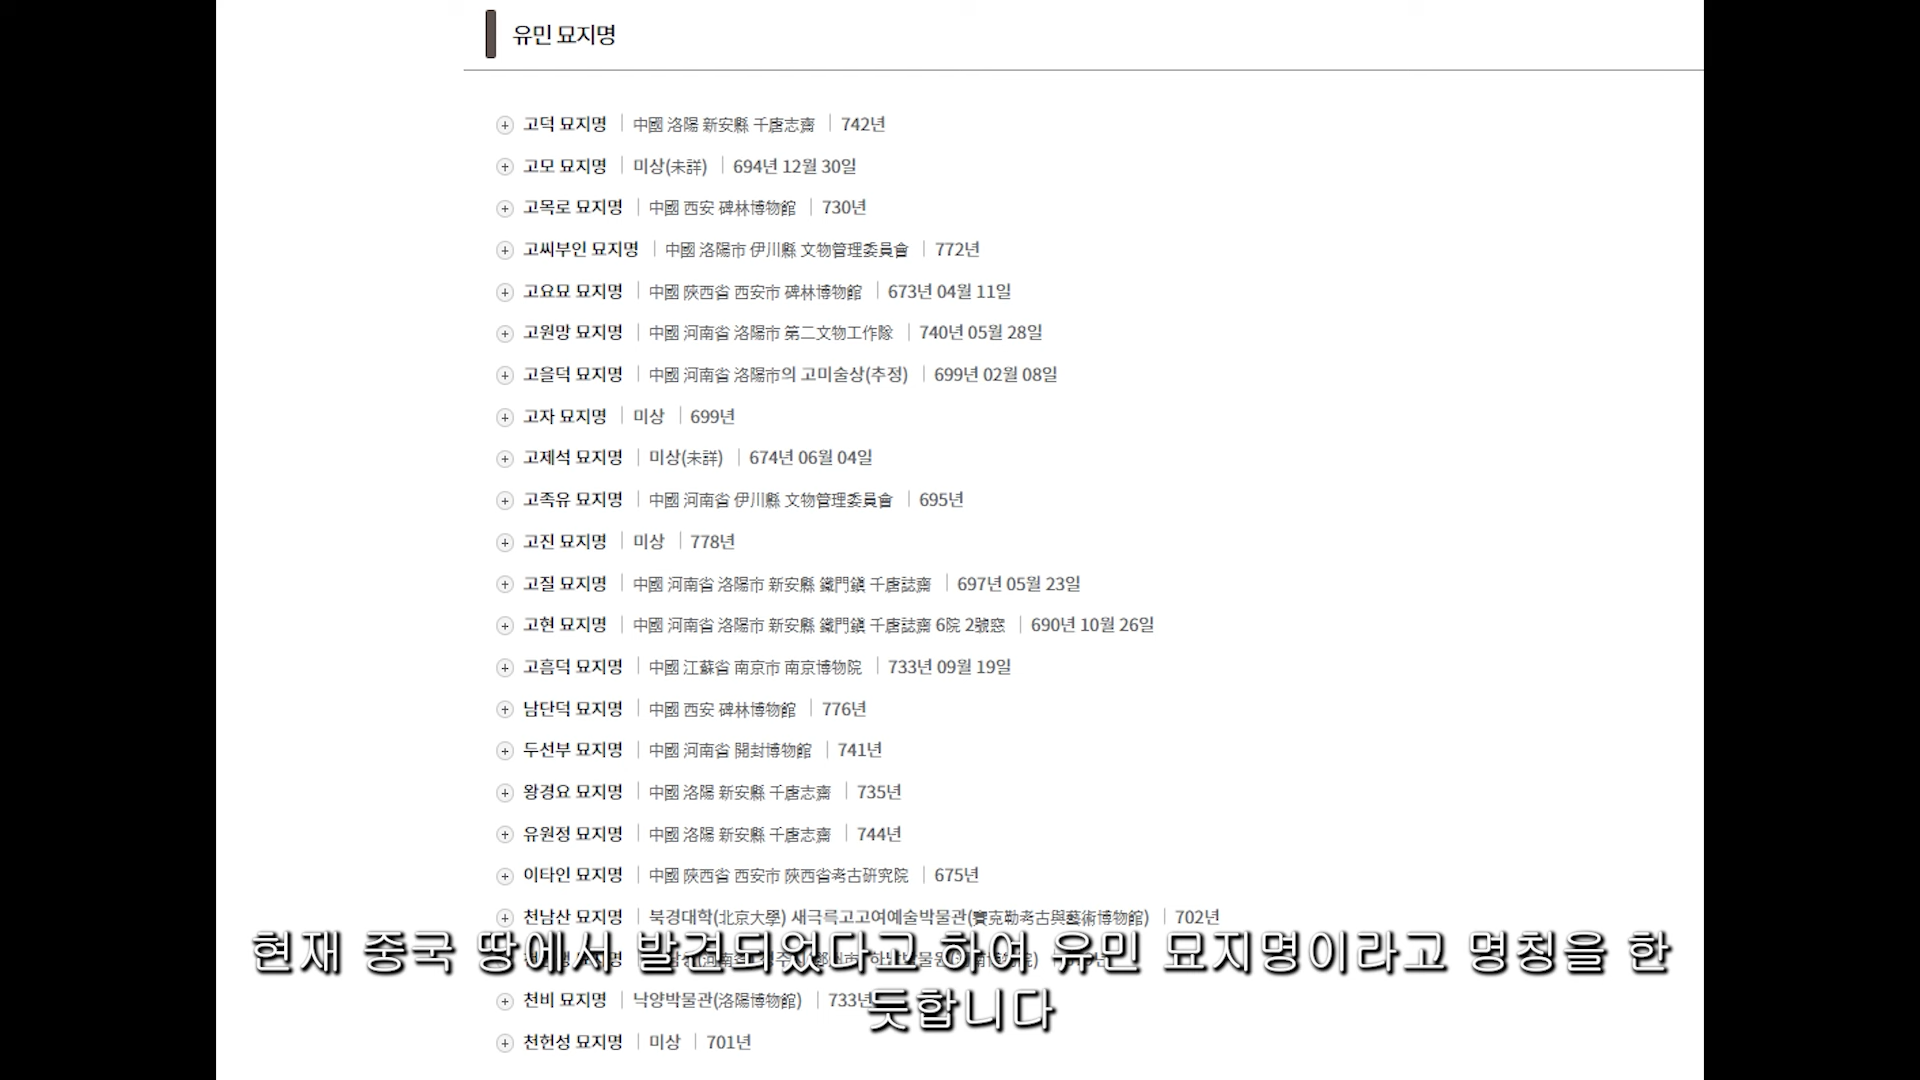 유민 묘지명
고덕 묘지명 | 中國 洛陽 新安縣 千唐志齋 | 742년
고모 묘지명 | 미상(未詳) | 694년 12월 30일
고목로 묘지명 | 中國 西安 碑林博物館 | 730년
고씨부인 묘지명 | 中國 洛陽市 伊川縣 文物管理委員會 | 772년
고요묘 묘지명 | 中國 陝西省 西安市 碑林博物館 | 673년 04월 11일
고원망 묘지명 | 中國 河南省 洛陽市 第二文物工作隊 | 740년 05월 28일
고을덕 묘지명 | 中國 河南省 洛陽市의 고미술상(추정) | 699년 02월 08일
고자 묘지명 | 미상 | 699년
고제석 묘지명 | 미상(未詳) | 674년 06월 04일
고족유 묘지명 | 中國 河南省 伊川縣 文物管理委員會 | 695년
고진 묘지명 | 미상 | 778년
고질 묘지명 | 中國 河南省 洛陽市 新安縣 鐵門鎭 千唐誌齋 | 697년 05월 23일
고현 묘지명 | 中國 河南省 洛陽市 新安縣 鐵門鎭 千唐誌齋 6院 2號窓 | 690년 10월 26일
고흠덕 묘지명 | 中國 江蘇省 南京市 南京博物院 | 733년 09월 19일
남단덕 묘지명 | 中國 西安 碑林博物館 | 776년
두선부 묘지명 | 中國 河南省 開封博物館 | 741년
왕경요 묘지명 | 中國 洛陽 新安縣 千唐志齋 | 735년
유원정 묘지명 | 中國 洛陽 新安縣 千唐志齋 | 744년
이타인 묘지명 | 中國 陝西省 西安市 陝西省考古硏究院 | 675년
천남산 묘지명 | 북경대학(北京大學) 새극륵고고여예술박물관(賽克勒考古與藝術博物館) | 702년
현재 중국 땅에서 발견되었다고 하여 유민 묘지명이라고 명칭을 한
듯합니다
천비 묘지명 | 낙양박물관(洛陽博物館) | 733년
천헌성 묘지명 | 미상 | 701년